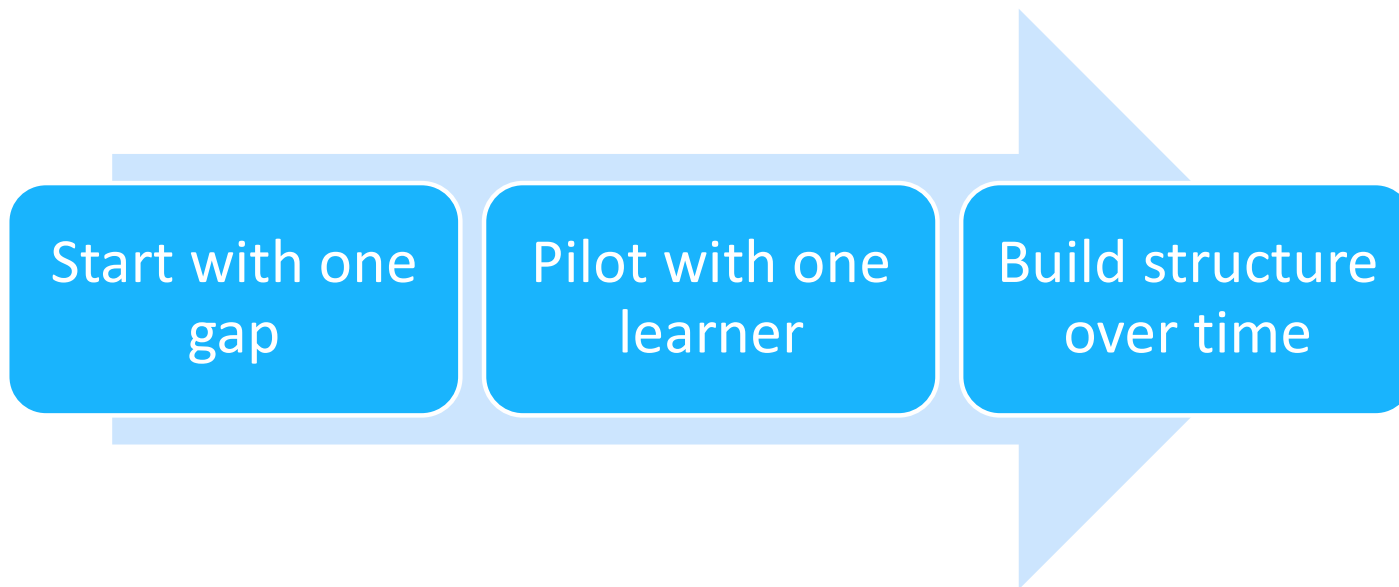 Start with one
gap
Pilot with one
learner
Build structure
over time